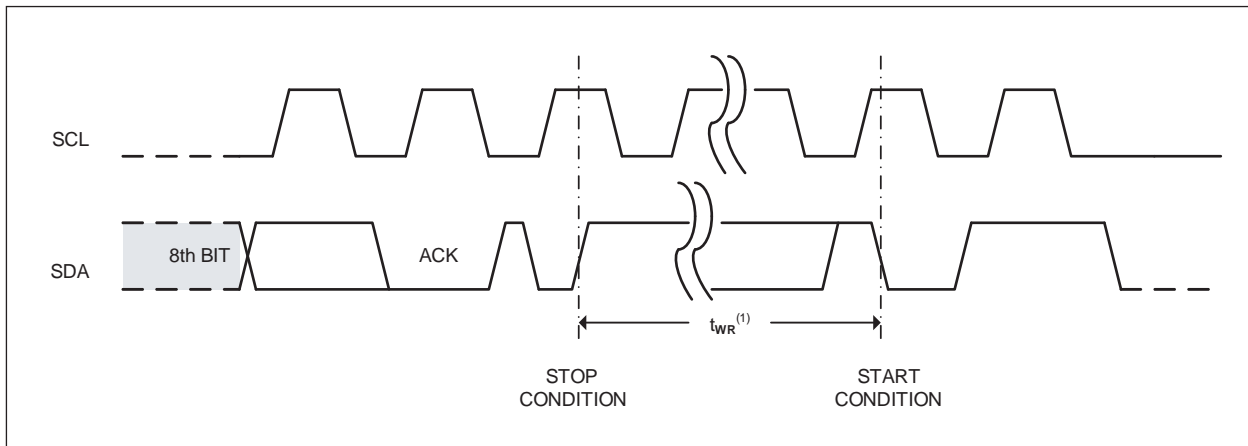 SCL
SDA
8th BIT
ACK
tWR(1)
STOP
CONDITION
START
CONDITION